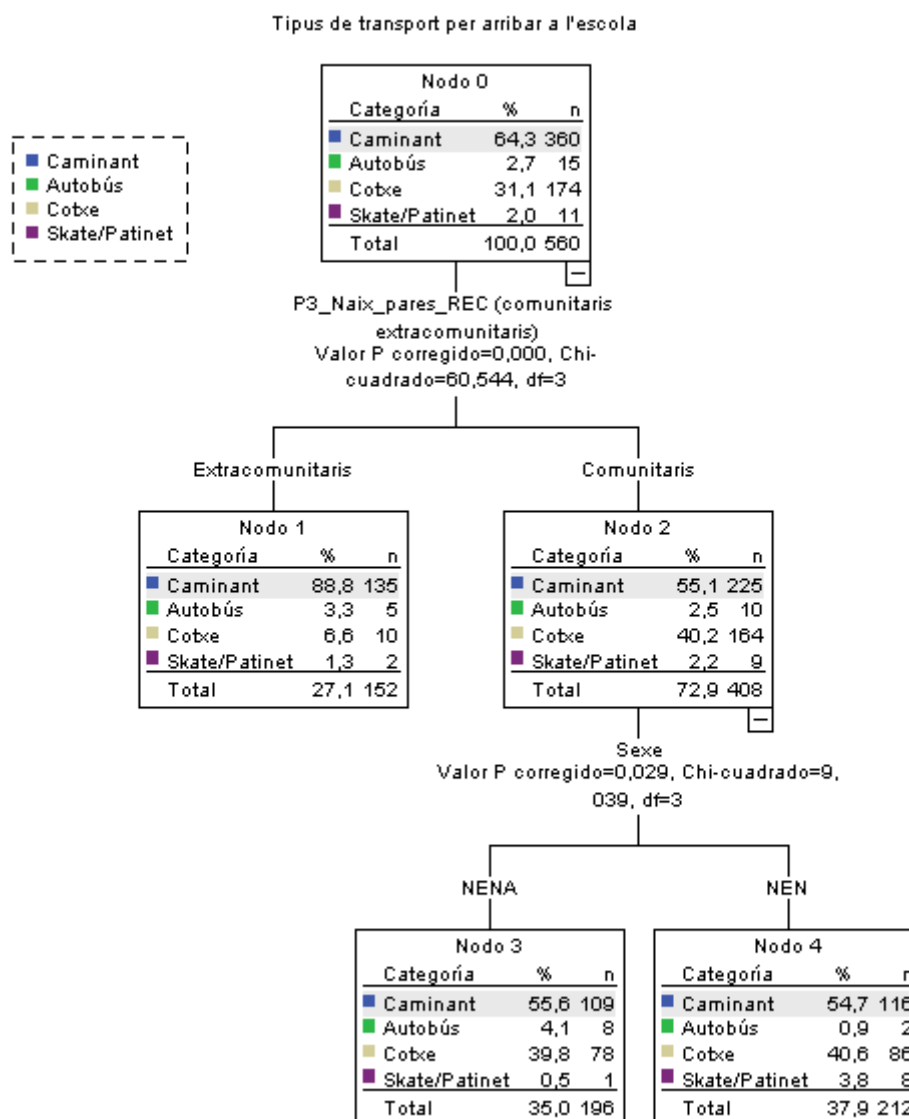 Tipus de transport per arribar a l'escola
Nodo 0
Categoría % n
Caminant 64,3 360
Autobús 2,7 15
Cotxe 31,1 174
Skate/Patinet 2,0 11
Total 100,0 560
Caminant
Autobús
Cotxe
Skate/Patinet
P3_Naix_pares_REC (comunitaris
extracomunitaris)
Valor P corregido=0,000, Chi-
cuadrado=60,544, df=3
Extracomunitaris
Comunitaris
Nodo 1
Categoría % n
Caminant 88,8 135
Autobús 3,3 5
Cotxe 6,6 10
Skate/Patinet 1,3 2
Total 27,1 152
Nodo 2
Categoría % n
Caminant 55,1 225
Autobús 2,5 10
Cotxe 40,2 164
Skate/Patinet 2,2 9
Total 72,9 408
Sexe
Valor P corregido=0,029, Chi-cuadrado=9,
039, df=3
NENA
NEN
Nodo 3
Categoría % n
Caminant 55,6 109
Autobús 4,1 8
Cotxe 39,8 78
Skate/Patinet 0,5 1
Total 35,0 196
Nodo 4
Categoría % n
Caminant 54,7 116
Autobús 0,9 2
Cotxe 40,6 86
Skate/Patinet 3,8 8
Total 37,9 212